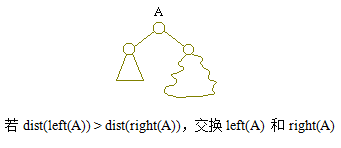 A
若 dist(left(A)) > dist(right(A))，交换 left(A) 和 right(A)